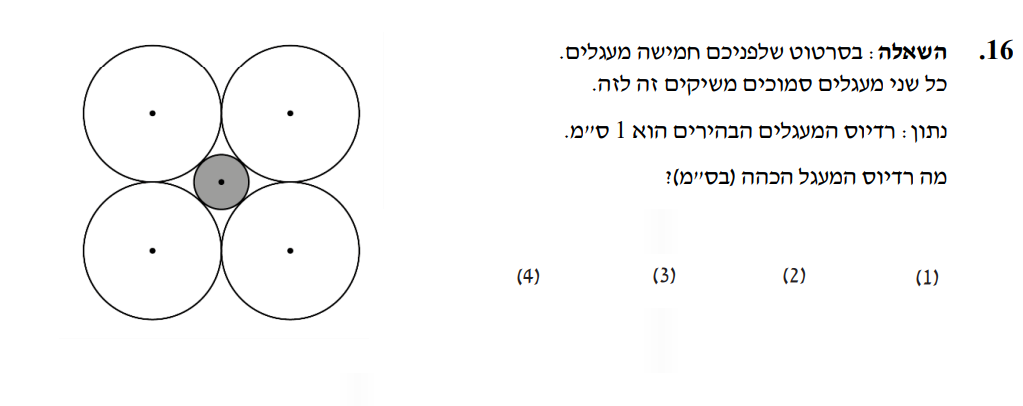 16. השאלה : בסרטוט שלפניכם חמישה מעגלים.
כל שני מעגלים סמוכים משיקים זה לזה.
נתון : רדיוס המעגלים הבהירים הוא 1 ס״מ.
מה רדיוס המעגל הכהה (בס״מ)?
(1) (2) (3) (4)